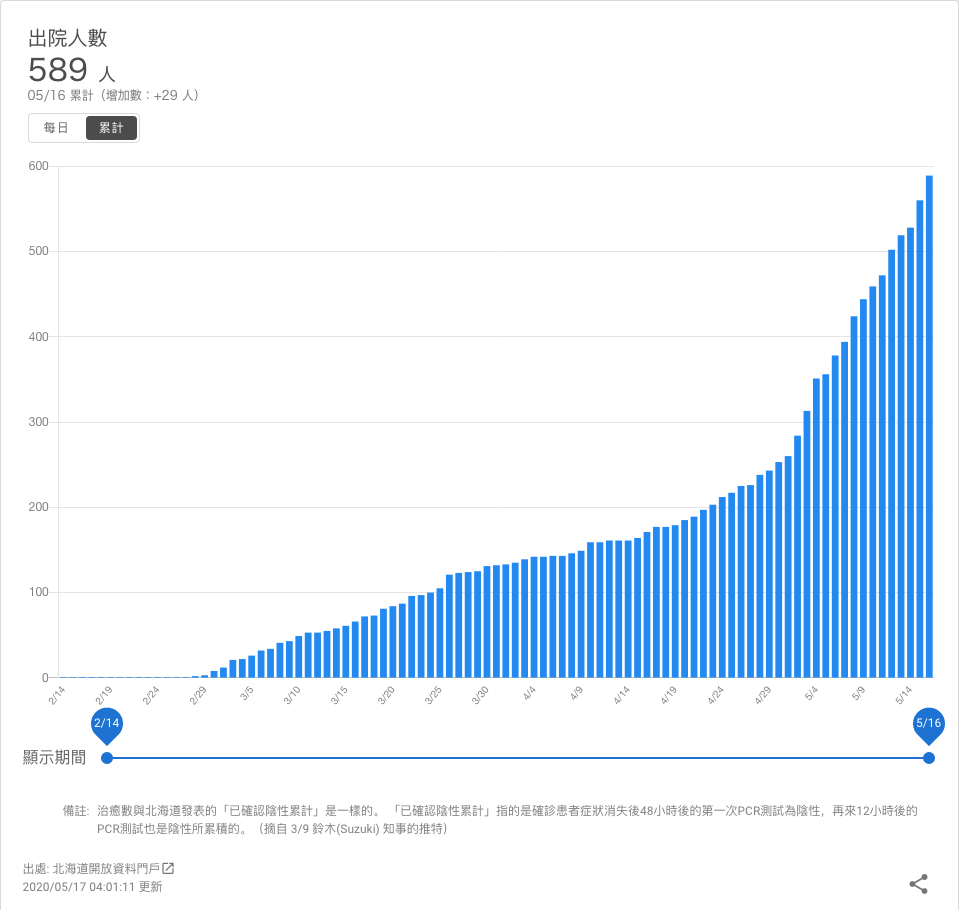 出院人數
589 人
05/16 累計（增加數：+29 人）
每日 累計
600
500
400
300
200
100
0
2/14 2/19 2/24 2/29 3/5 3/10 3/15 3/20 3/25 3/30 4/4 4/9 4/14 4/19 4/24 4/29 5/4 5/9 5/14
2/14 5/16
顯示期間
備註: 治癒數與北海道發表的「已確認陰性累計」是一樣的。 「已確認陰性累計」指的是確診患者症狀消失後48小時後的第一次PCR測試為陰性，再來12小時後的
PCR測試也是陰性所累積的。（摘自 3/9 鈴木(Suzuki) 知事的推特）
出處: 北海道開放資料門戶
2020/05/17 04:01:11 更新